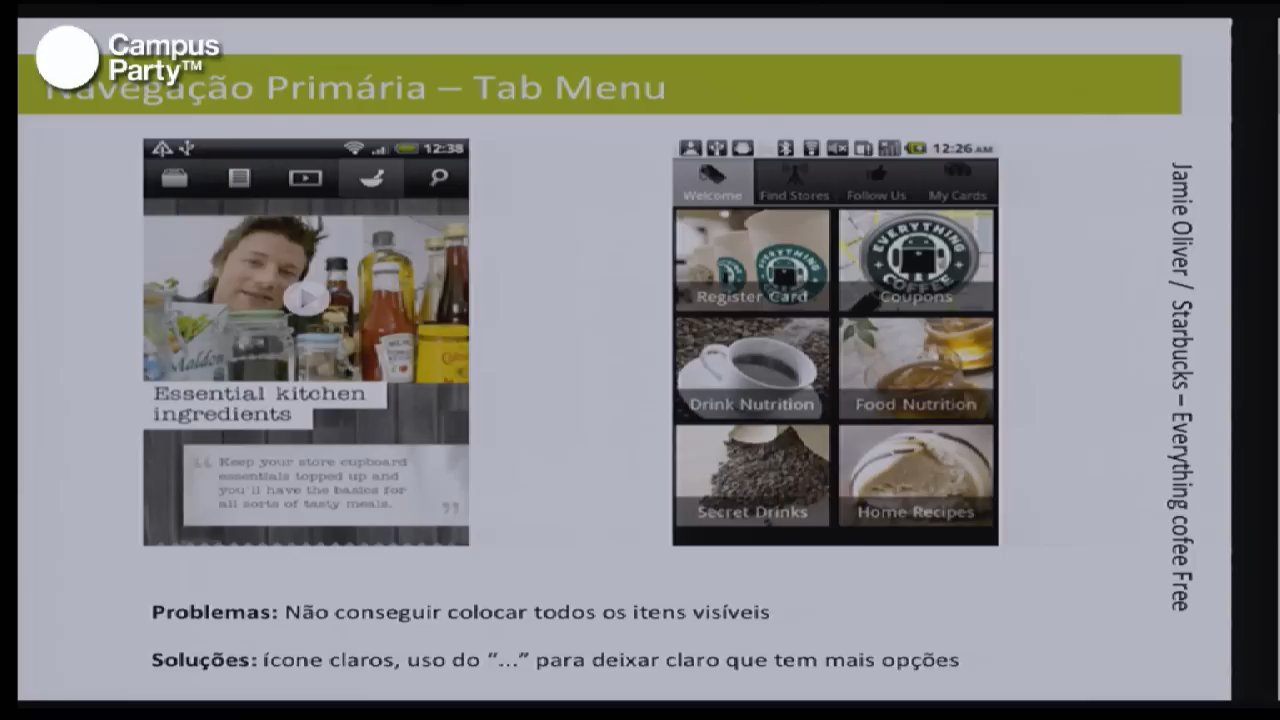 Campus
Party™
Navegação Primária – Tab Menu
12:38
Essential kitchen
ingredients
“ Keep your store cupboard
essentials topped up and
you'll have the basics for
all sorts of tasty meals. ”
12:26 AM
Welcome
Find Stores
Follow Us
My Cards
EVERYTHING
COFFEE
Register Card
Coupons
Drink Nutrition
Food Nutrition
Secret Drinks
Home Recipes
Jamie Oliver / Starbucks – Everything cofee Free
Problemas: Não conseguir colocar todos os itens visíveis
Soluções: ícone claros, uso do “...” para deixar claro que tem mais opções